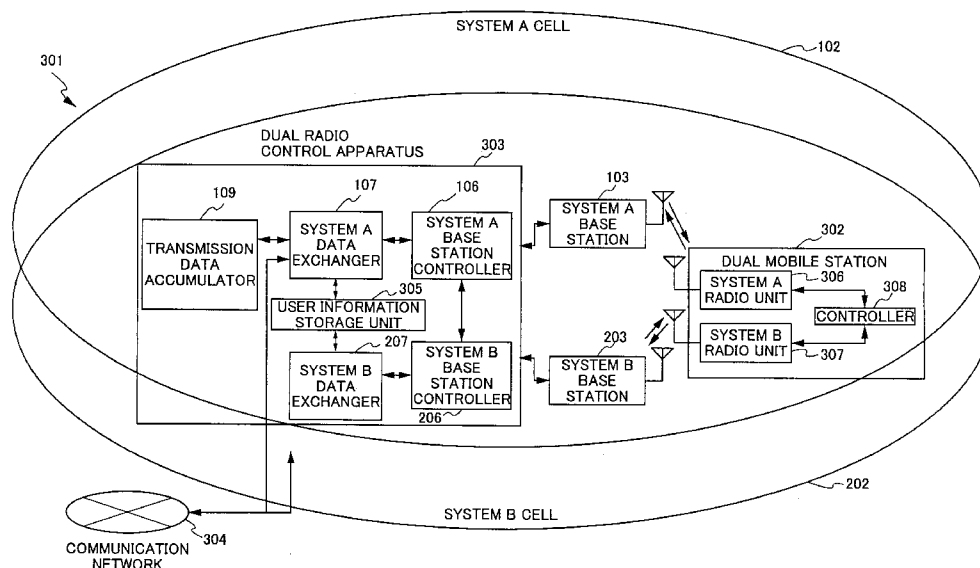 SYSTEM A CELL
102
301
DUAL RADIO
CONTROL APPARATUS
303
109
TRANSMISSION
DATA
ACCUMULATOR
107
SYSTEM A
DATA
EXCHANGER
106
SYSTEM A
BASE
STATION
CONTROLLER
103
SYSTEM A
BASE
STATION
302
DUAL MOBILE STATION
306
SYSTEM A
RADIO UNIT
308
CONTROLLER
SYSTEM B
RADIO UNIT
307
305
USER INFORMATION
STORAGE UNIT
207
SYSTEM B
DATA
EXCHANGER
SYSTEM B
BASE
STATION
CONTROLLER
206
203
SYSTEM B
BASE
STATION
202
SYSTEM B CELL
304
COMMUNICATION
NETWORK